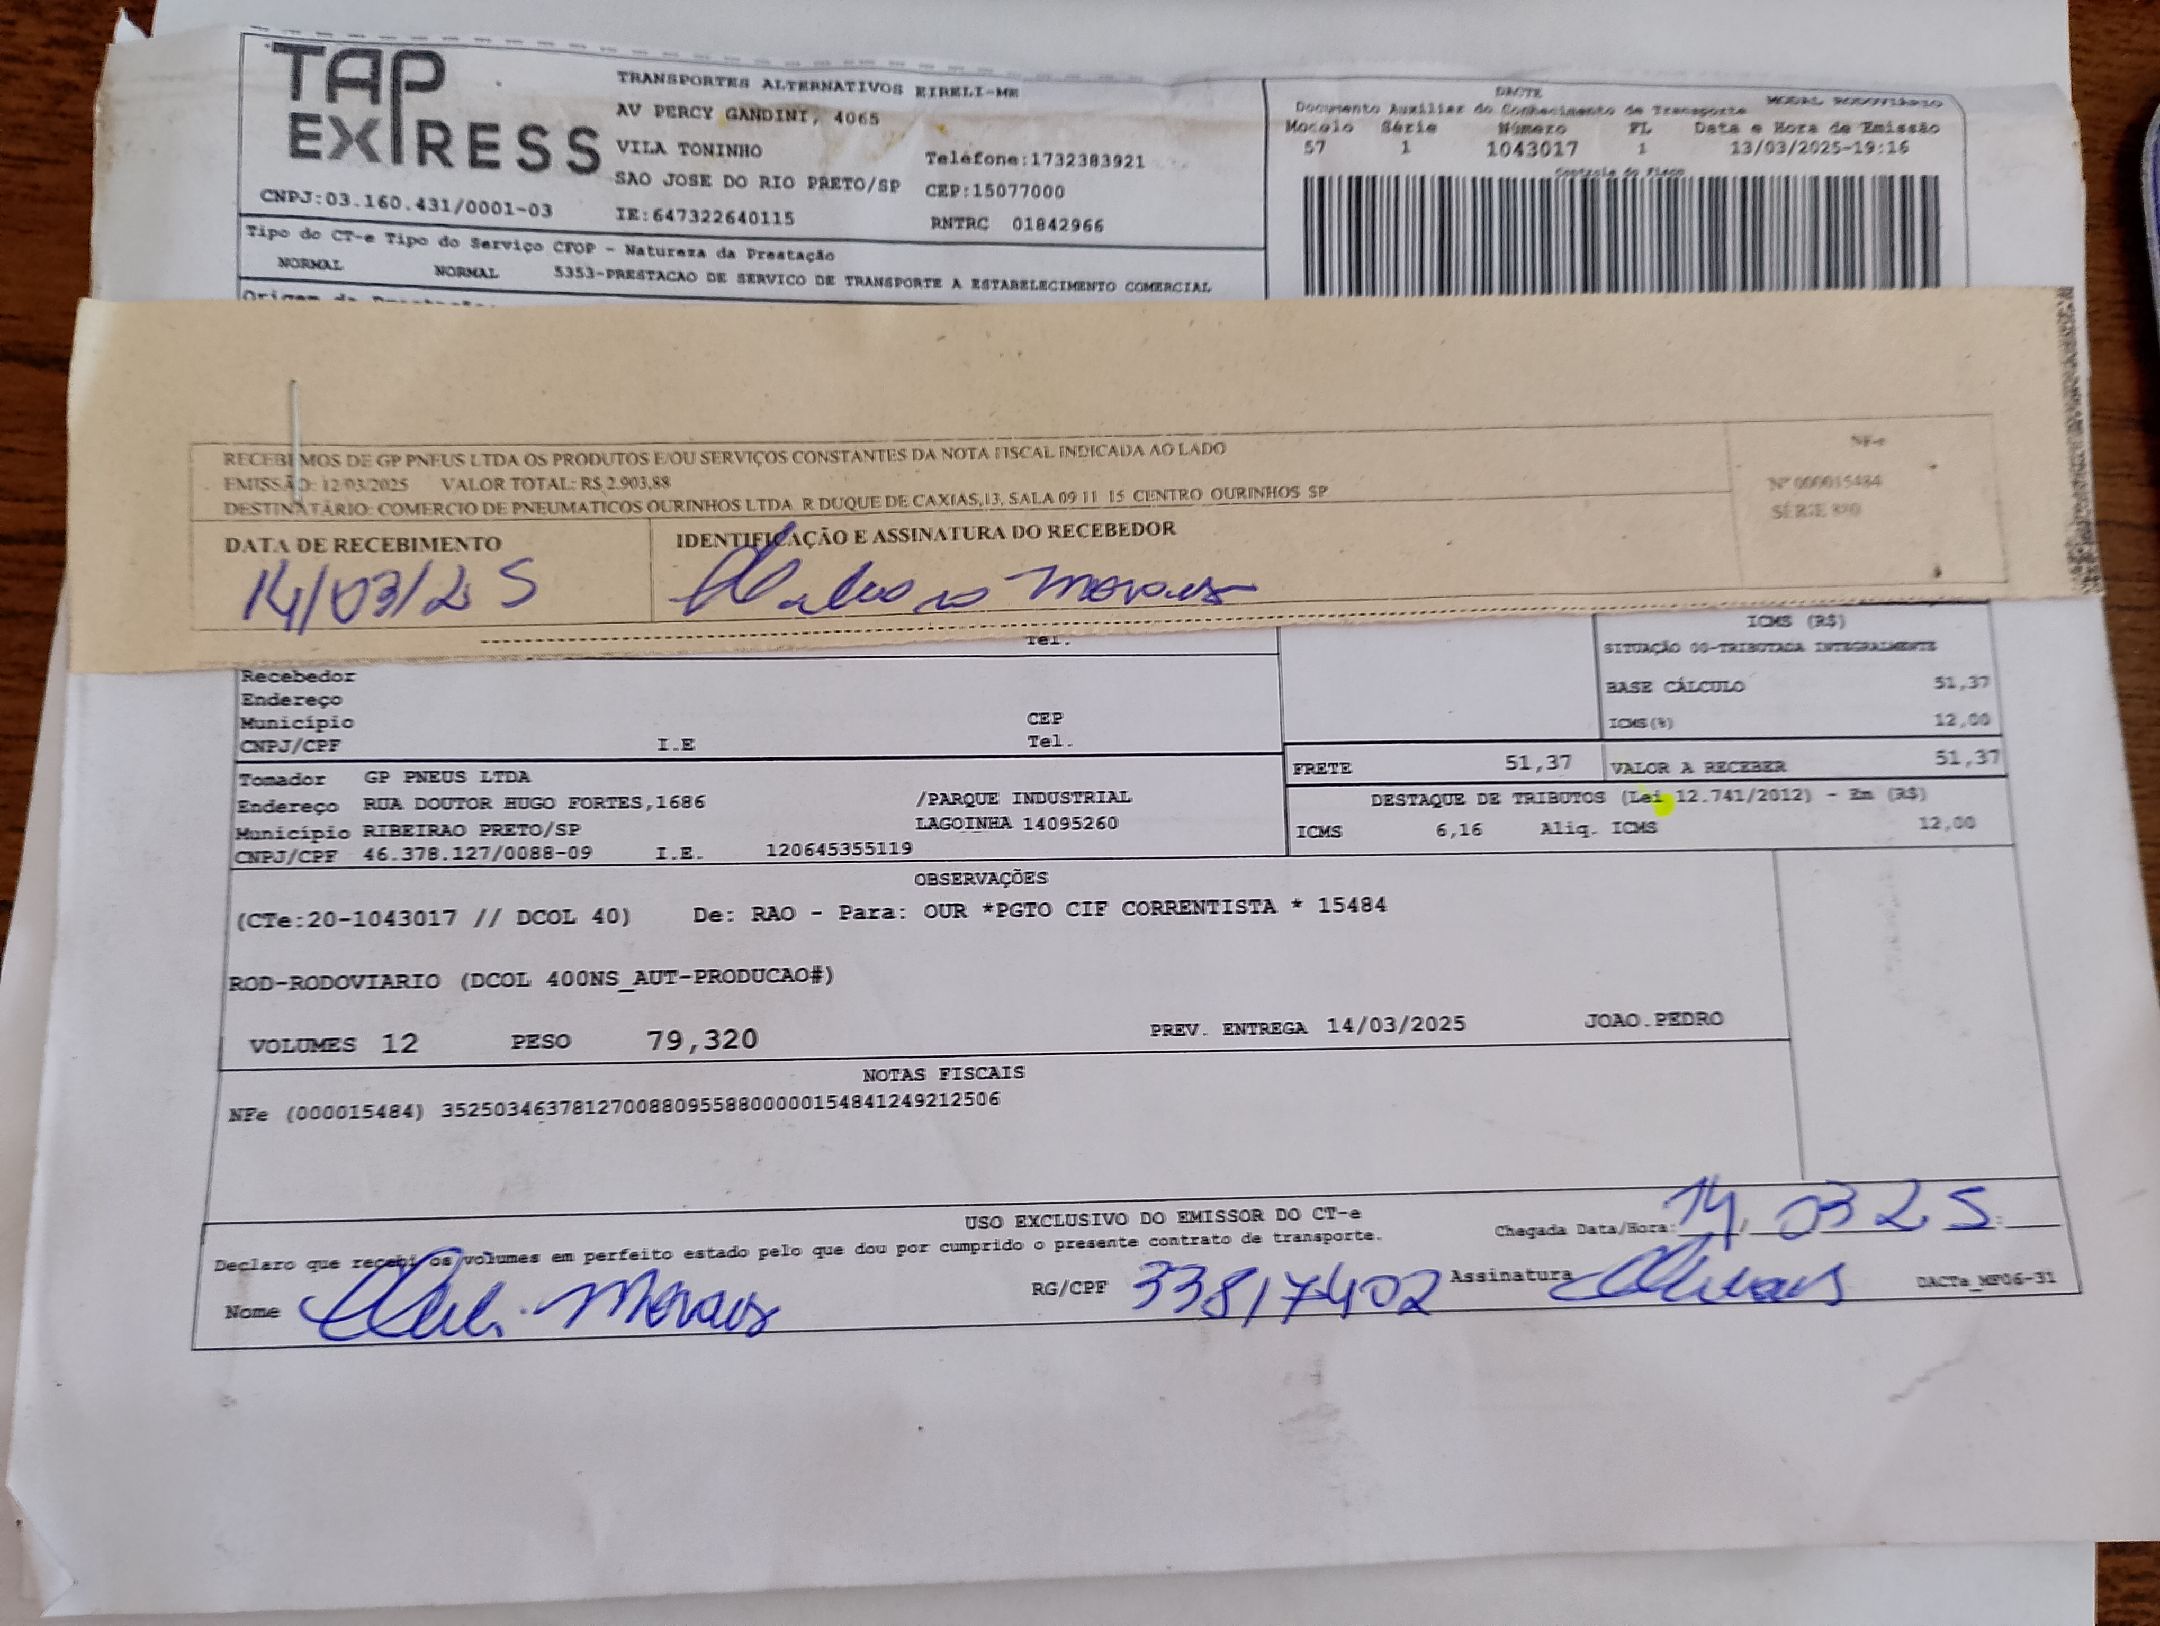 TAP EXPRESS
TRANSPORTES ALTERNATIVOS EIRELI-ME
AV PERCY GANDINI, 4065
VILA TONINHO
Telefone:1732383921
SAO JOSE DO RIO PRETO/SP CEP:15077000
CNPJ:03.160.431/0001-03 IE:647322640115 RNTRC 01842966
DACTE
Documento Auxiliar do Conhecimento de Transporte MODAL RODOVIÁRIO
Modelo Série Número FL Data e Hora de Emissão
57 1 1043017 1 13/03/2025-19:16
Controle do Fisco
Tipo do CT-e Tipo do Serviço CFOP - Natureza da Prestação
NORMAL NORMAL 5353-PRESTACAO DE SERVICO DE TRANSPORTE A ESTABELECIMENTO COMERCIAL
RECEBEMOS DE GP PNEUS LTDA OS PRODUTOS E/OU SERVIÇOS CONSTANTES DA NOTA FISCAL INDICADA AO LADO
EMISSÃO: 12/03/2025 VALOR TOTAL: R$ 2.903,88
DESTINATÁRIO: COMERCIO DE PNEUMATICOS OURINHOS LTDA R DUQUE DE CAXIAS,13, SALA 09 11 15 CENTRO OURINHOS SP
NF-e
Nº 000015484
SÉRIE
DATA DE RECEBIMENTO
14/03/25
IDENTIFICAÇÃO E ASSINATURA DO RECEBEDOR
Moraes
Tel.
Recebedor
Endereço
Município CEP
CNPJ/CPF I.E Tel.
ICMS (R$)
SITUAÇÃO 00-TRIBUTADA INTEGRALMENTE
BASE CÁLCULO 51,37
ICMS(%) 12,00
FRETE 51,37 VALOR A RECEBER 51,37
DESTAQUE DE TRIBUTOS (Lei 12.741/2012) - Em (R$)
ICMS 6,16 Aliq. ICMS 12,00
Tomador GP PNEUS LTDA
Endereço RUA DOUTOR HUGO FORTES,1686 /PARQUE INDUSTRIAL
Município RIBEIRAO PRETO/SP LAGOINHA 14095260
CNPJ/CPF 46.378.127/0088-09 I.E. 120645355119
OBSERVAÇÕES
(CTe:20-1043017 // DCOL 40) De: RAO - Para: OUR *PGTO CIF CORRENTISTA * 15484
ROD-RODOVIARIO (DCOL 400NS_AUT-PRODUCAO#)
VOLUMES 12 PESO 79,320 PREV. ENTREGA 14/03/2025 JOAO.PEDRO
NOTAS FISCAIS
NFe (000015484) 35250346378127008809558800000154841249212506
USO EXCLUSIVO DO EMISSOR DO CT-e
Chegada Data/Hora: 14 03 25
Declaro que recebi os volumes em perfeito estado pelo que dou por cumprido o presente contrato de transporte.
Nome Moraes RG/CPF 33817402 Assinatura DACTe_MF06-31